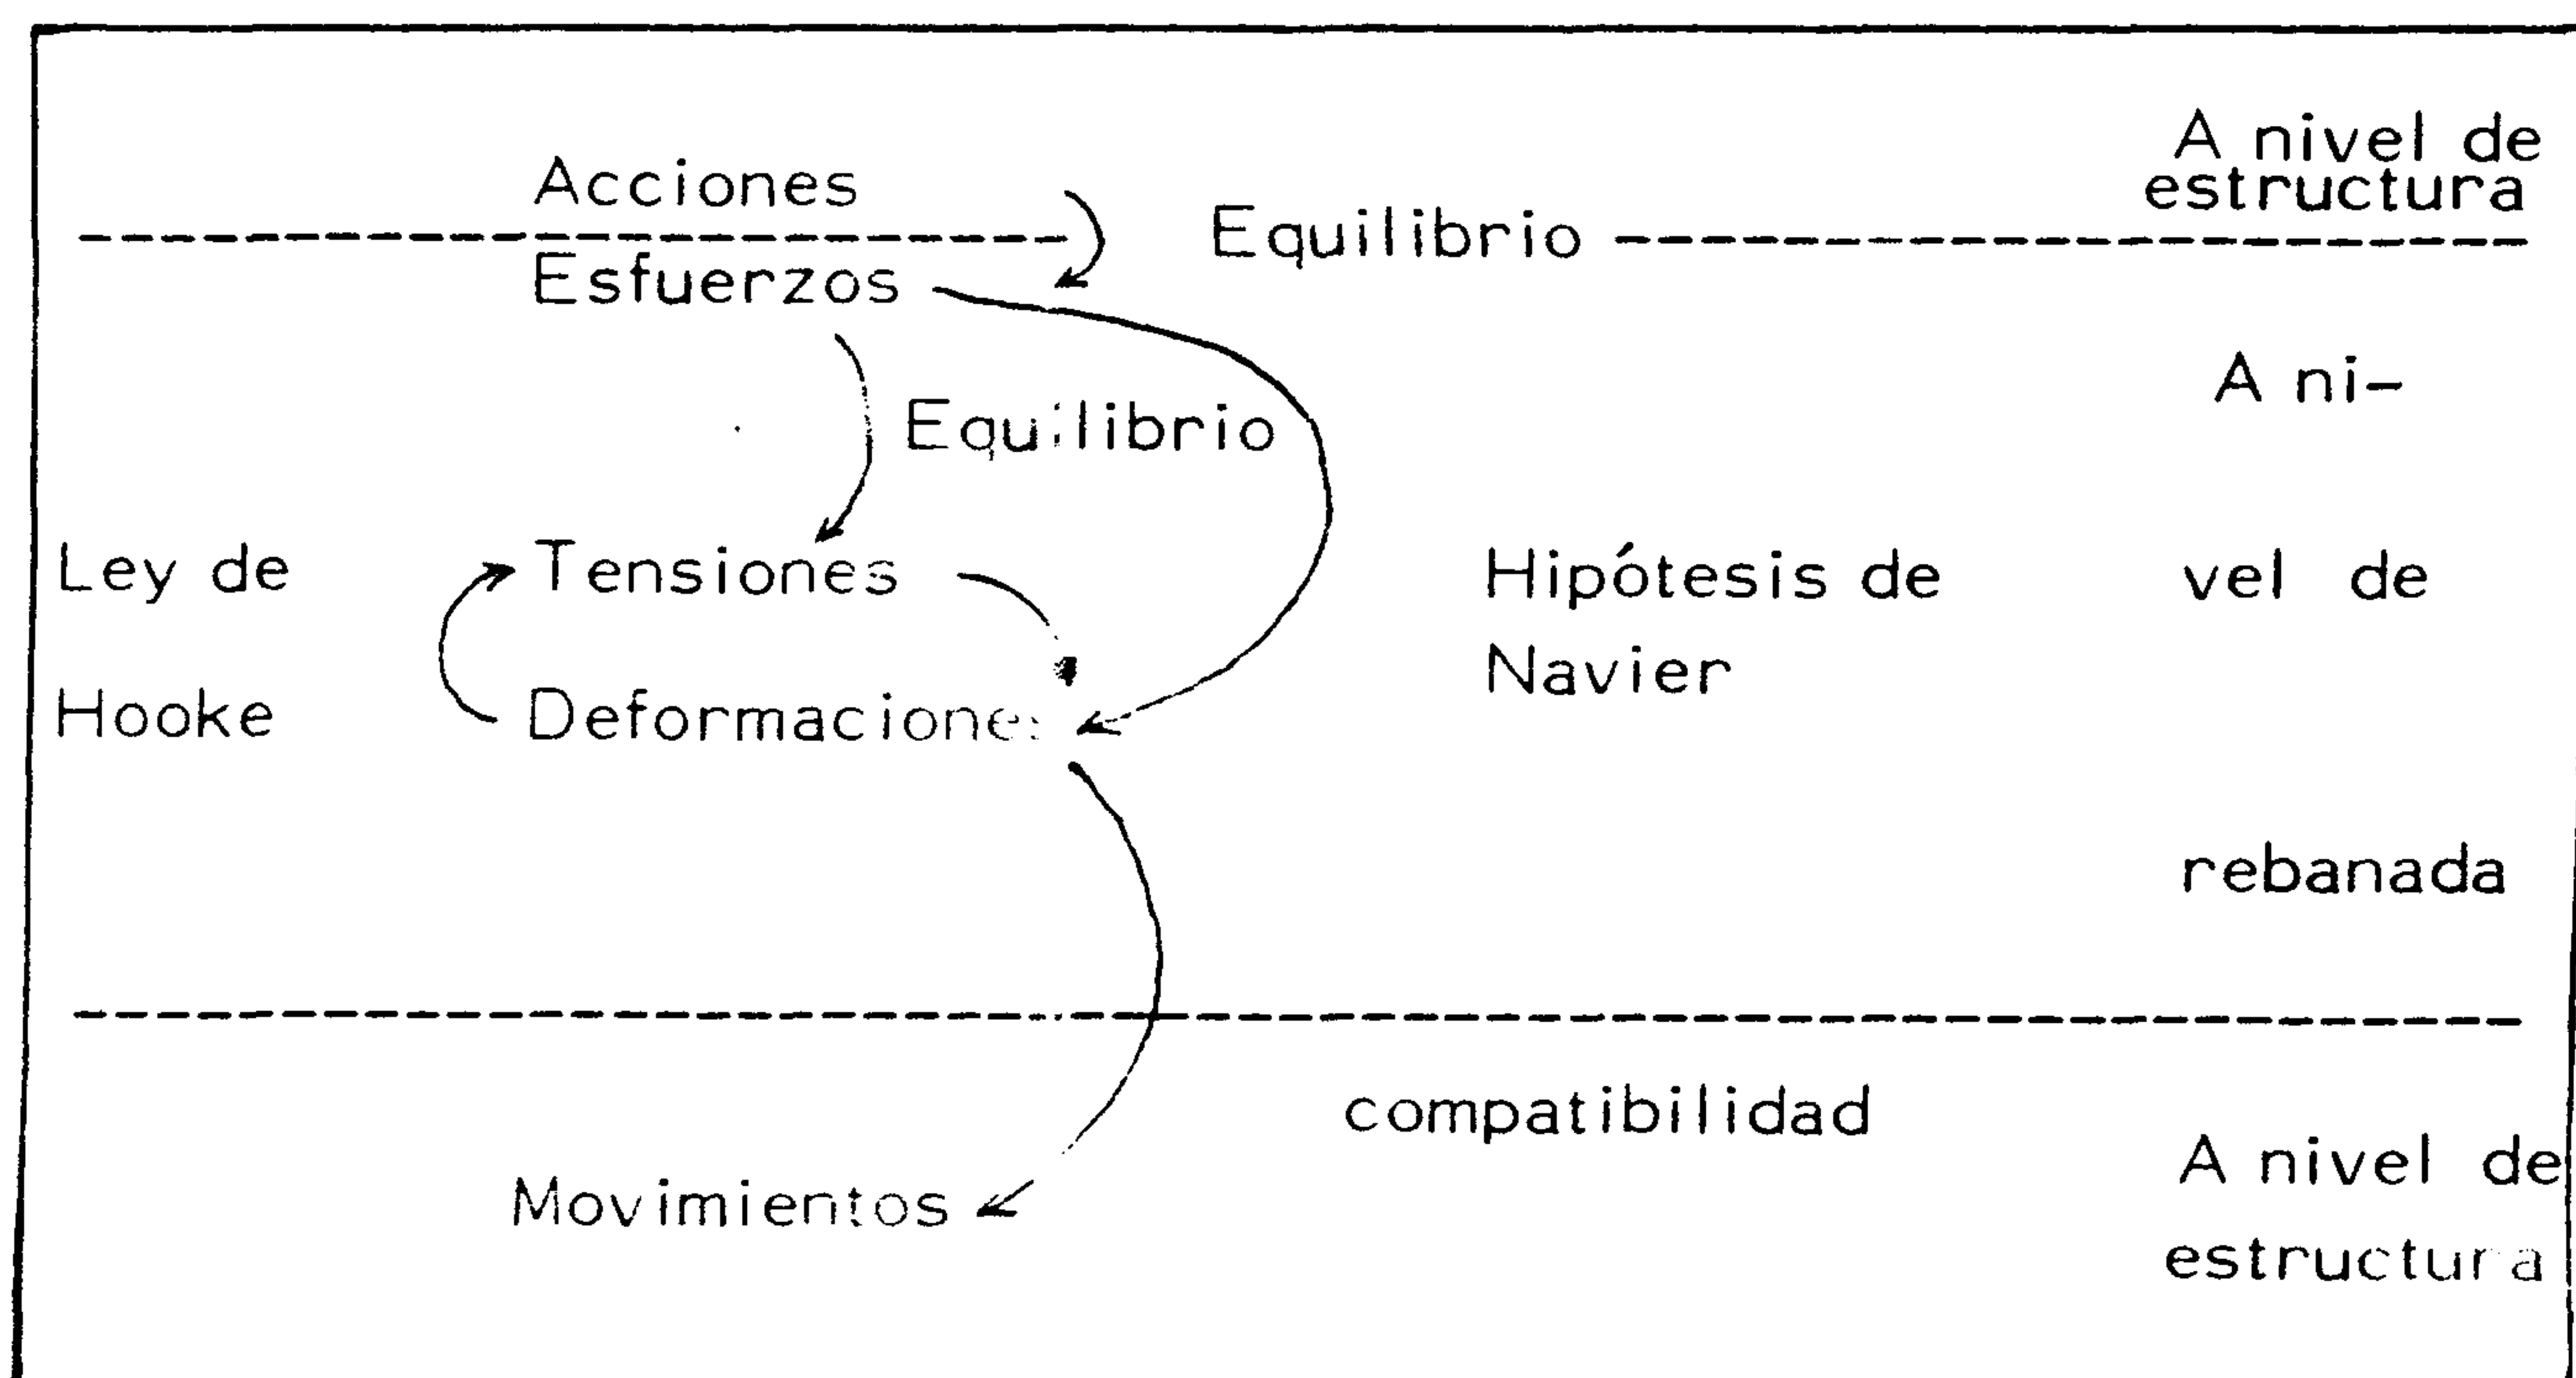 A nivel de
Acciones
estructura
Equilibrio
Esfuerzos
A ni-
Equilibrio
Ley de
Tensiones
Hipótesis de
vel de
Navier
Hooke
Deformaciones
rebanada
compatibilidad
A nivel de
Movimientos
estructura